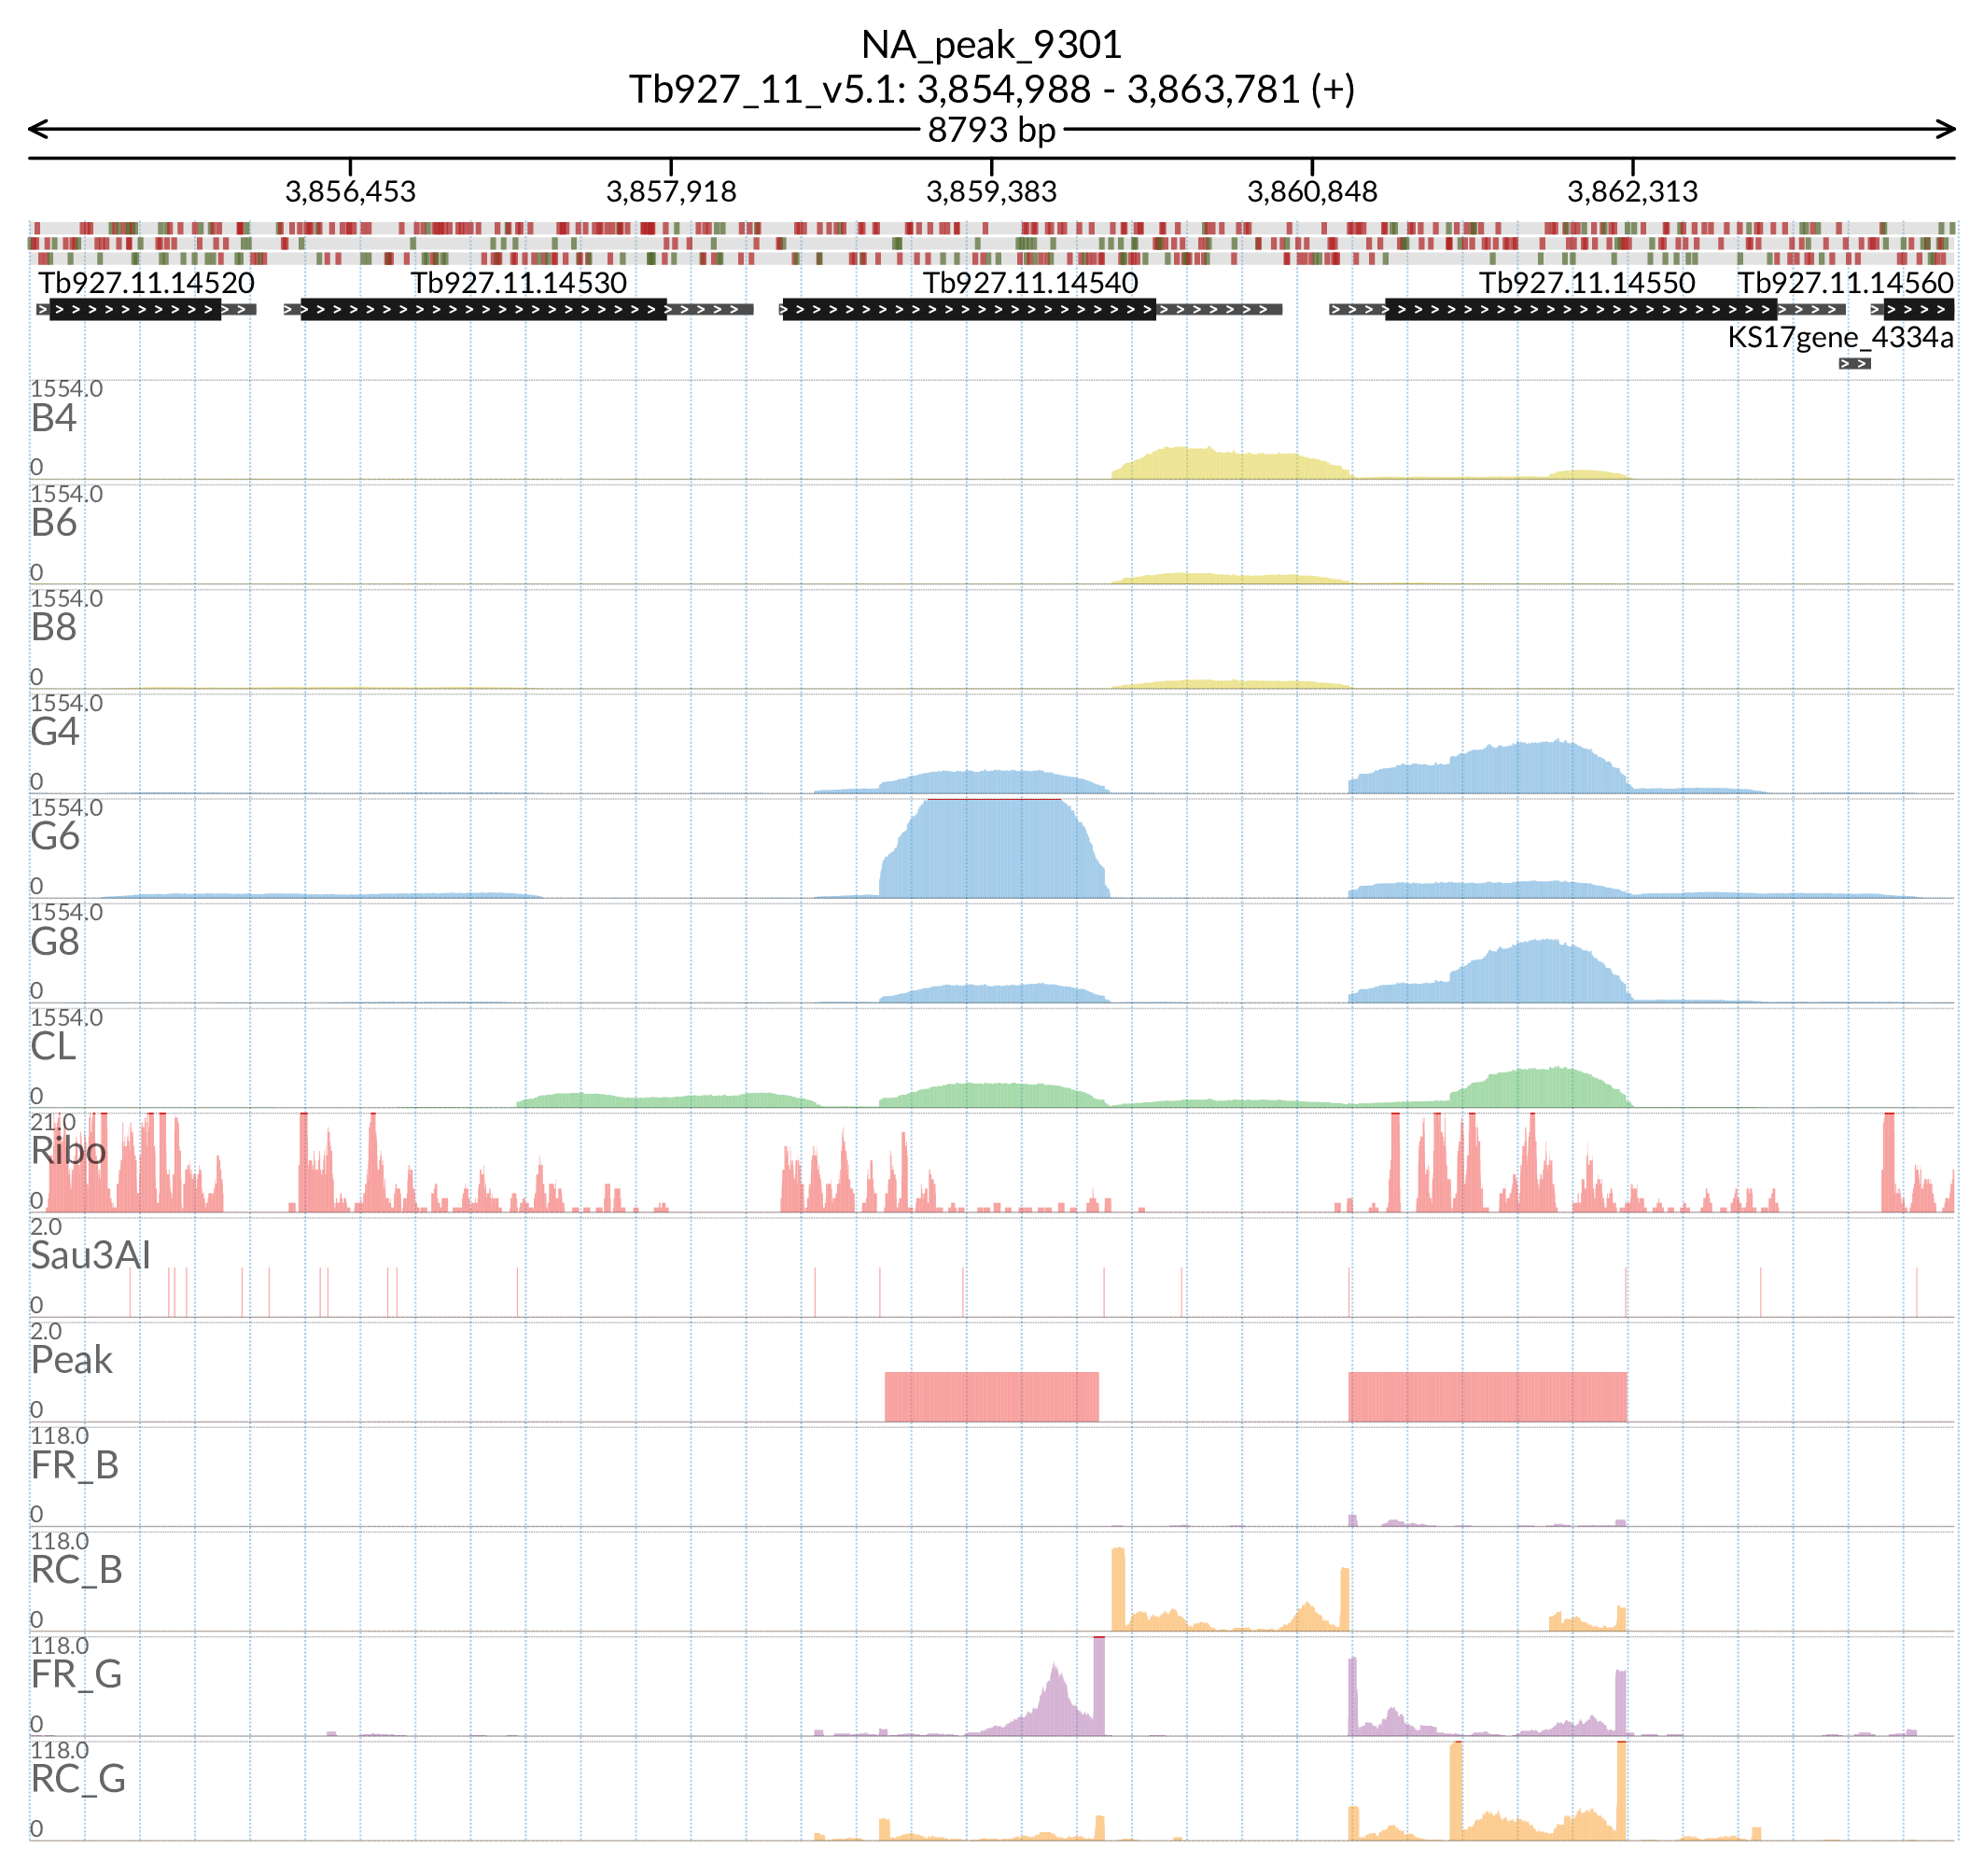 NA_peak_9301
Tb927_11_v5.1: 3,854,988 - 3,863,781 (+)
8793 bp
3,856,453 3,857,918 3,859,383 3,860,848 3,862,313
Tb927.11.14520 Tb927.11.14530 Tb927.11.14540 Tb927.11.14550 Tb927.11.14560
KS17gene_4334a
1554.0
B4
0
1554.0
B6
0
1554.0
B8
0
1554.0
G4
0
1554.0
G6
0
1554.0
G8
0
1554.0
CL
0
21.0
Ribo
0
2.0
Sau3AI
0
2.0
Peak
0
118.0
FR_B
0
118.0
RC_B
0
118.0
FR_G
0
118.0
RC_G
0